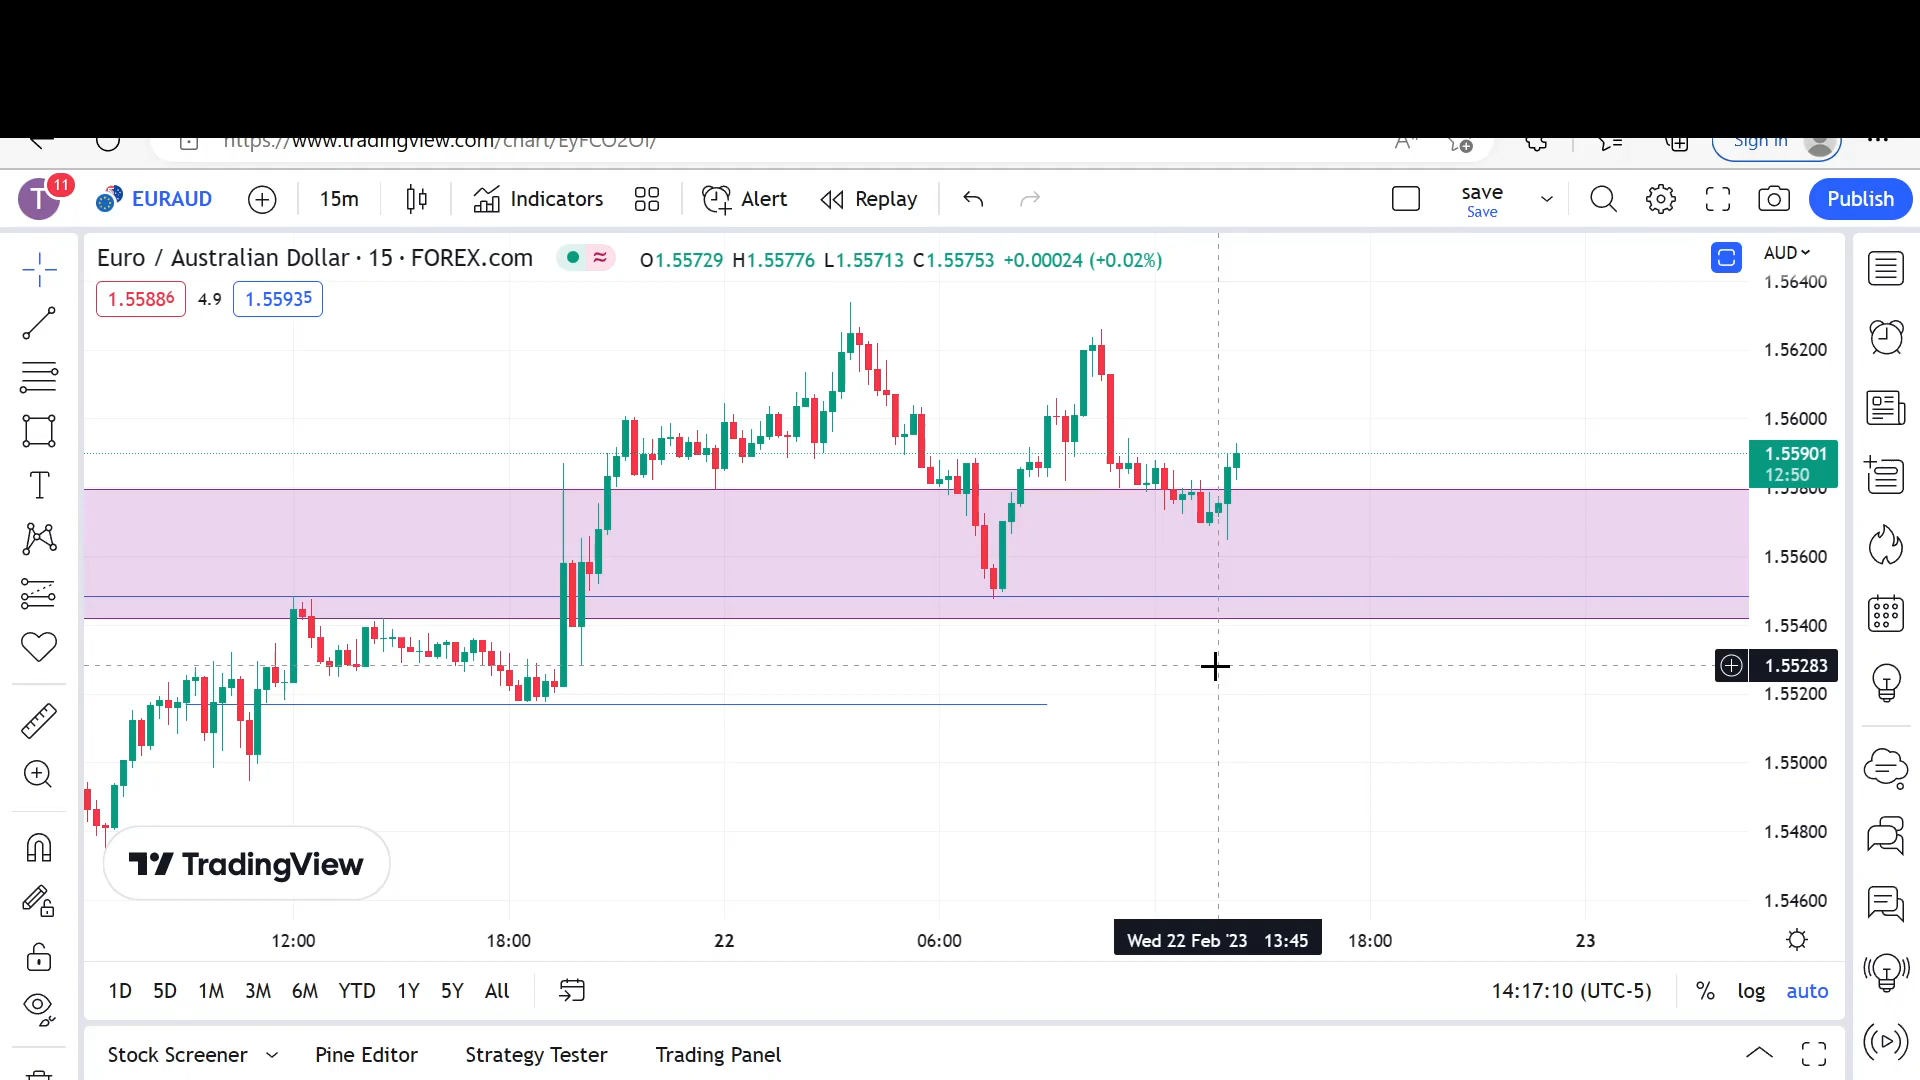 https://www.tradingview.com/chart/EyFCO2OI/
Sign in
T 11 EURAUD 15m Indicators Alert Replay save Save Publish
Euro / Australian Dollar · 15 · FOREX.com O1.55729 H1.55776 L1.55713 C1.55753 +0.00024 (+0.02%)
AUD
1.55886 4.9 1.55935
1.56400
1.56200
1.56000
1.55901
12:50
1.55800
1.55600
1.55400
1.55283
1.55200
1.55000
1.54800
1.54600
TradingView
12:00 18:00 22 06:00 Wed 22 Feb '23 13:45 18:00 23
1D 5D 1M 3M 6M YTD 1Y 5Y All 14:17:10 (UTC-5) % log auto
Stock Screener Pine Editor Strategy Tester Trading Panel